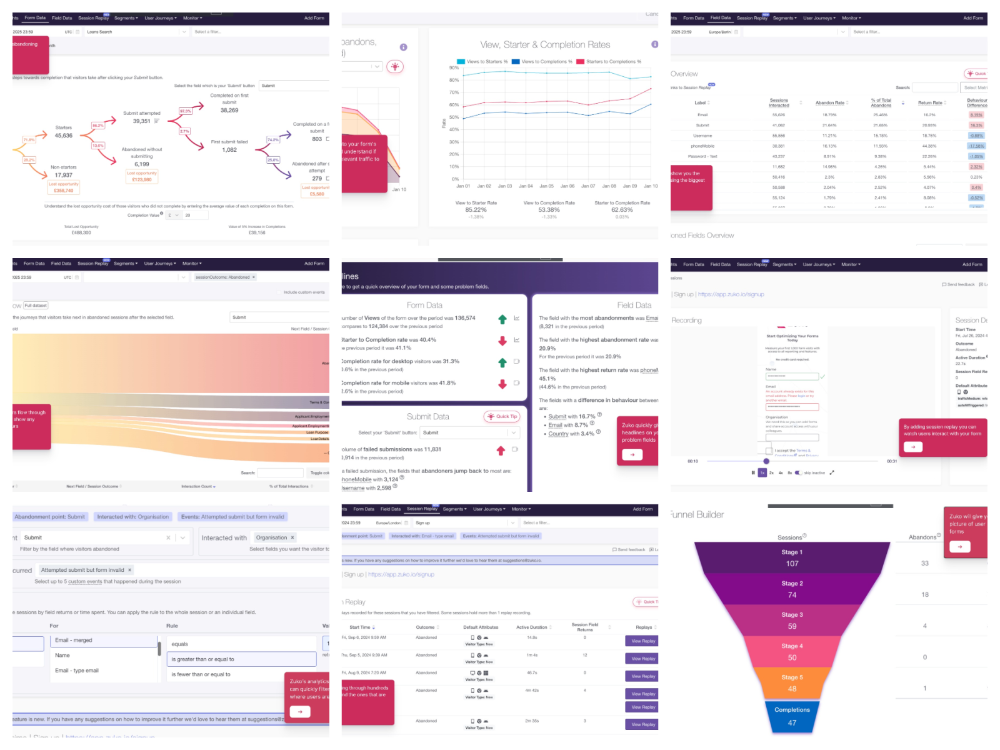 hts Form Data Field Data Session Replay NEW Segments User Journeys Monitor Add Form
2025 23:59 UTC Loans Search Select a filter...
abandoning
nth
steps towards completion that visitors take after clicking your Submit button.
Select the field which is your 'Submit' button Submit
Completed on first
submit
38,269
97.3%
Submit attempted
39,351
86.2%
2.7%
Starters
45,636
71.8%
Completed on a f
submit
803
74.2%
First submit failed
1,082
13.6%
Abandoned without
submitting
6,199
Lost opportunity
£123,980
28.2%
25.8%
Non-starters
17,937
Lost opportunity
£358,740
Abandoned after s
attempt
279
Lost opportunit
£5,580
Understand the lost opportunity cost of those visitors who did not complete by entering the average value of each completion on this form.
Completion Value £ 20
Total Lost Opportunity
£488,300
Value of 5% Increase in Completions
£39,156
Canc
bandons,
d)
to your form's
understand if
elevant traffic to
Jan 10
View, Starter & Completion Rates
Views to Starters % Views to Completions % Starters to Completions %
90%
80%
70%
60%
50%
40%
30%
20%
10%
0%
Rate
Jan 01 Jan 02 Jan 03 Jan 04 Jan 05 Jan 06 Jan 07 Jan 08 Jan 09 Jan 10
View to Starter Rate View to Completion Rate Starter to Completion Rate
85.22% 53.38% 62.63%
-1.38% -1.33% 0.03%
hts Form Data Field Data Session Replay NEW Segments User Journeys Monitor Add Form
2025 23:59 Europe/Berlin Select a filter...
Overview Quick T
inks to Session Replay NEW Search: Select Metri
Label Sessions Interacted Abandon Rate % of Total Abandons Return Rate Behaviour Difference
Email 55,626 18.79% 25.46% 16.2% 8.19%
Submit 41,082 21.64% 21.65% 20.93% 16.3%
Username 55,556 11.21% 15.18% 18.76% -0.88%
phoneMobile 30,381 16.13% 11.93% 44.38% -17.58%
Password - Text 43,237 8.91% 9.38% 22.26% -1.05%
11,682 14.98% 4.26% 5.44% 2.32%
50,416 2.3% 2.83% 5.56% 0.23%
50,588 2.04% 2.52% 4.07% 0.4%
55,124 1.79% 2.41% 8.08% -0.52%
show you the
sing the biggest
ioned Fields Overview
hts Form Data Field Data Session Replay NEW Segments User Journeys Monitor Add Form
025 23:59 UTC sessionOutcome: Abandoned ×
Include custom events
ow Full dataset
the journeys that visitors take next in abandoned sessions after the selected field. Submit
eld Next Field / Session
Aban
Terms & Con
Applicant.Employment
Applicant.Employment
Loan Purpose
LoanDetails
rs flow through
show any
urs
Search: Toggle colu
Next Field / Session Outcome Interaction Count % of Total Interactions
lines
e to get a quick overview of your form and some problem fields.
Form Data
umber of Views of the form over the period was 136,574
ompares to 124,384 over the previous period
Starter to Completion rate was 40.4%
e previous period it was 41.1%
Completion rate for desktop visitors was 31.3%
0.6% in the previous period)
Completion rate for mobile visitors was 41.8%
2.6% in the previous period)
Submit Data Quick Tip
Select your 'Submit' button: Submit
olume of failed submissions was 11,831
0,914 in the previous period)
a failed submission, the fields that abandoners jump back to most are:
phoneMobile with 3,124
Username with 2,598
Field Data
The field with the most abandonments was Emai
(8,321 in the previous period)
The field with the highest abandonment rate was
20.9%
For the previous period it was 20.9%
The field with the highest return rate was phoneM
45.1%
(44.6% in the previous period)
The fields with a difference in behaviour between
are:
• Submit with 16.7%
• Email with 8.7%
• Country with 3.4%
Zuko quickly gi
headlines on yo
problem fields
hts Form Data Field Data Session Replay NEW Segments User Journeys Monitor Add Form
sessions
Send feedback Le
| Sign up | https://app.zuko.io/signup
Recording
Start Optimizing Your Forms
Today
Measure your first 1,000 form visits with
access to all reporting and features.
No credit card required.
Name
Email
An account already exists for this
email address. Please login or try
another email.
Organisation
We need this so you can add forms
and share account access with your
colleagues.
I accept the Terms &
Conditions and Privacy
00:10 00:31
1x 2x 4x 8x skip inactive
Session De
Start Time
Fri, Jul 26, 2024 4
Outcome
Abandoned
Active Duration
22.7s
Session Field Re
0
Default Attribute
trafficMedium: refe
autofillTriggered: t
By adding session replay you can
watch users interact with your form
Abandonment point: Submit Interacted with: Organisation Events: Attempted submit but form invalid
nt Submit × Interacted with Organisation ×
Filter by the field where visitors abandoned Select fields you want the visitor to
curred Attempted submit but form invalid ×
Select up to 5 custom events that happened during the session
e sessions by field returns or time spent. You can apply the rule to the whole session or an individual field.
For Rule Val
Email - merged
Name
Email - type email
equals
is greater than or equal to
is fewer than or equal to
1
retu
Zuko's analytics
can quickly filter
where users are
eature is new. If you have any suggestions on how to improve it further we'd love to hear them at suggestions@z
ime | Sign up | https://app.zuko.io/signup
hts Form Data Field Data Session Replay NEW Segments User Journeys Monitor Add Form
2024 23:59 Europe/London Sign up Select a filter...
onment point: Submit Interacted with: Email - type email Events: Attempted submit but form invalid
Send feedback Le
s new. If you have any suggestions on how to improve it further we'd love to hear them at suggestions@zuko.io.
| Sign up | https://app.zuko.io/signup
n Replay Quick T
lays recorded for these sessions that you have filtered. Some sessions hold more than 1 replay recording.
Start Time Outcome Default Attributes Active Duration Session Field Returns Replays
Fri, Sep 6, 2024 9:59 AM Abandoned Visitor Type: New 14.8s 0 View Replay
Thu, Sep 5, 2024 9:39 AM Abandoned Visitor Type: New 1m 4s 12 View Replay
Fri, Aug 9, 2024 7:20 AM Abandoned Visitor Type: New 46.7s 0 View Replay
Abandoned Visitor Type: New 4m 42s 4 View Replay
View Replay
Abandoned Visitor Type: New 2m 35s 3 View Replay
ng through hundreds
nd the ones that are
Funnel Builder
Sessions Abandons
Stage 1
107
33
Stage 2
74
18
Stage 3
59
4
Stage 4
50
0
Stage 5
48
1
Completions
47
Zuko will give y
picture of user
forms